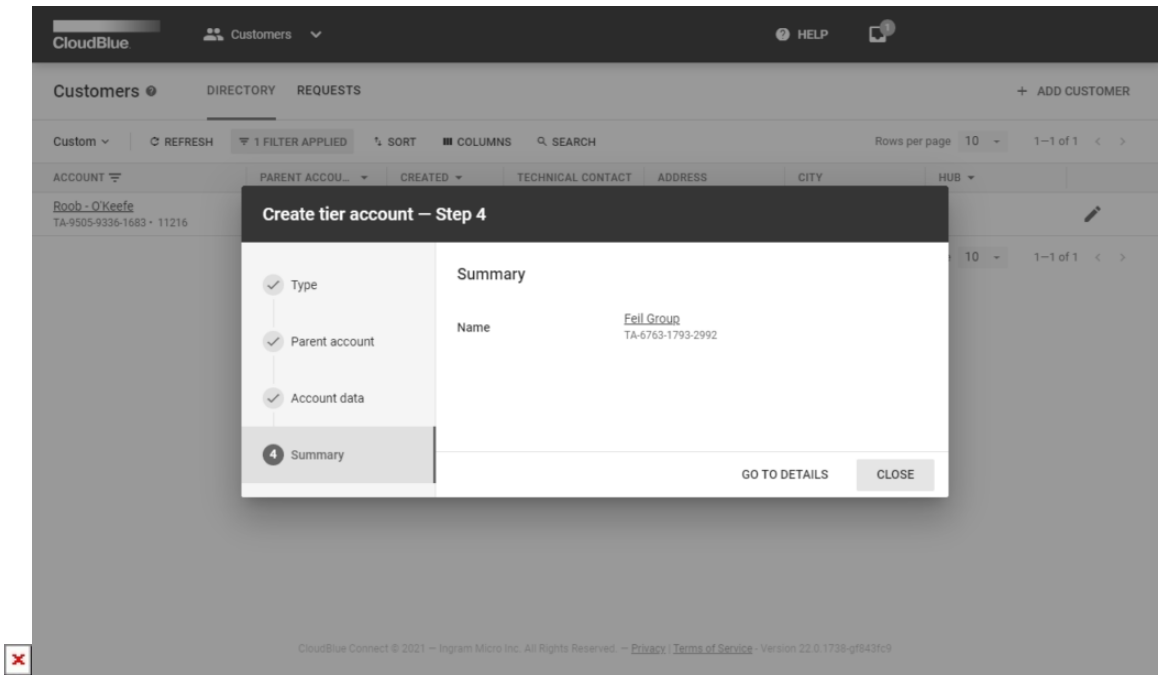 CloudBlue
Customers
HELP
1
Customers
DIRECTORY
REQUESTS
+ ADD CUSTOMER
Custom
REFRESH
1 FILTER APPLIED
SORT
COLUMNS
SEARCH
Rows per page 10
1–1 of 1
ACCOUNT
PARENT ACCOU...
CREATED
TECHNICAL CONTACT
ADDRESS
CITY
HUB
Roob - O'Keefe
TA-9505-9336-1683 • 11216
10
1–1 of 1
Create tier account — Step 4
Type
Parent account
Account data
4 Summary
Summary
Name
Feil Group
TA-6763-1793-2992
GO TO DETAILS
CLOSE
CloudBlue Connect © 2021 — Ingram Micro Inc. All Rights Reserved. — Privacy | Terms of Service - Version 22.0.1738-gf843fc9